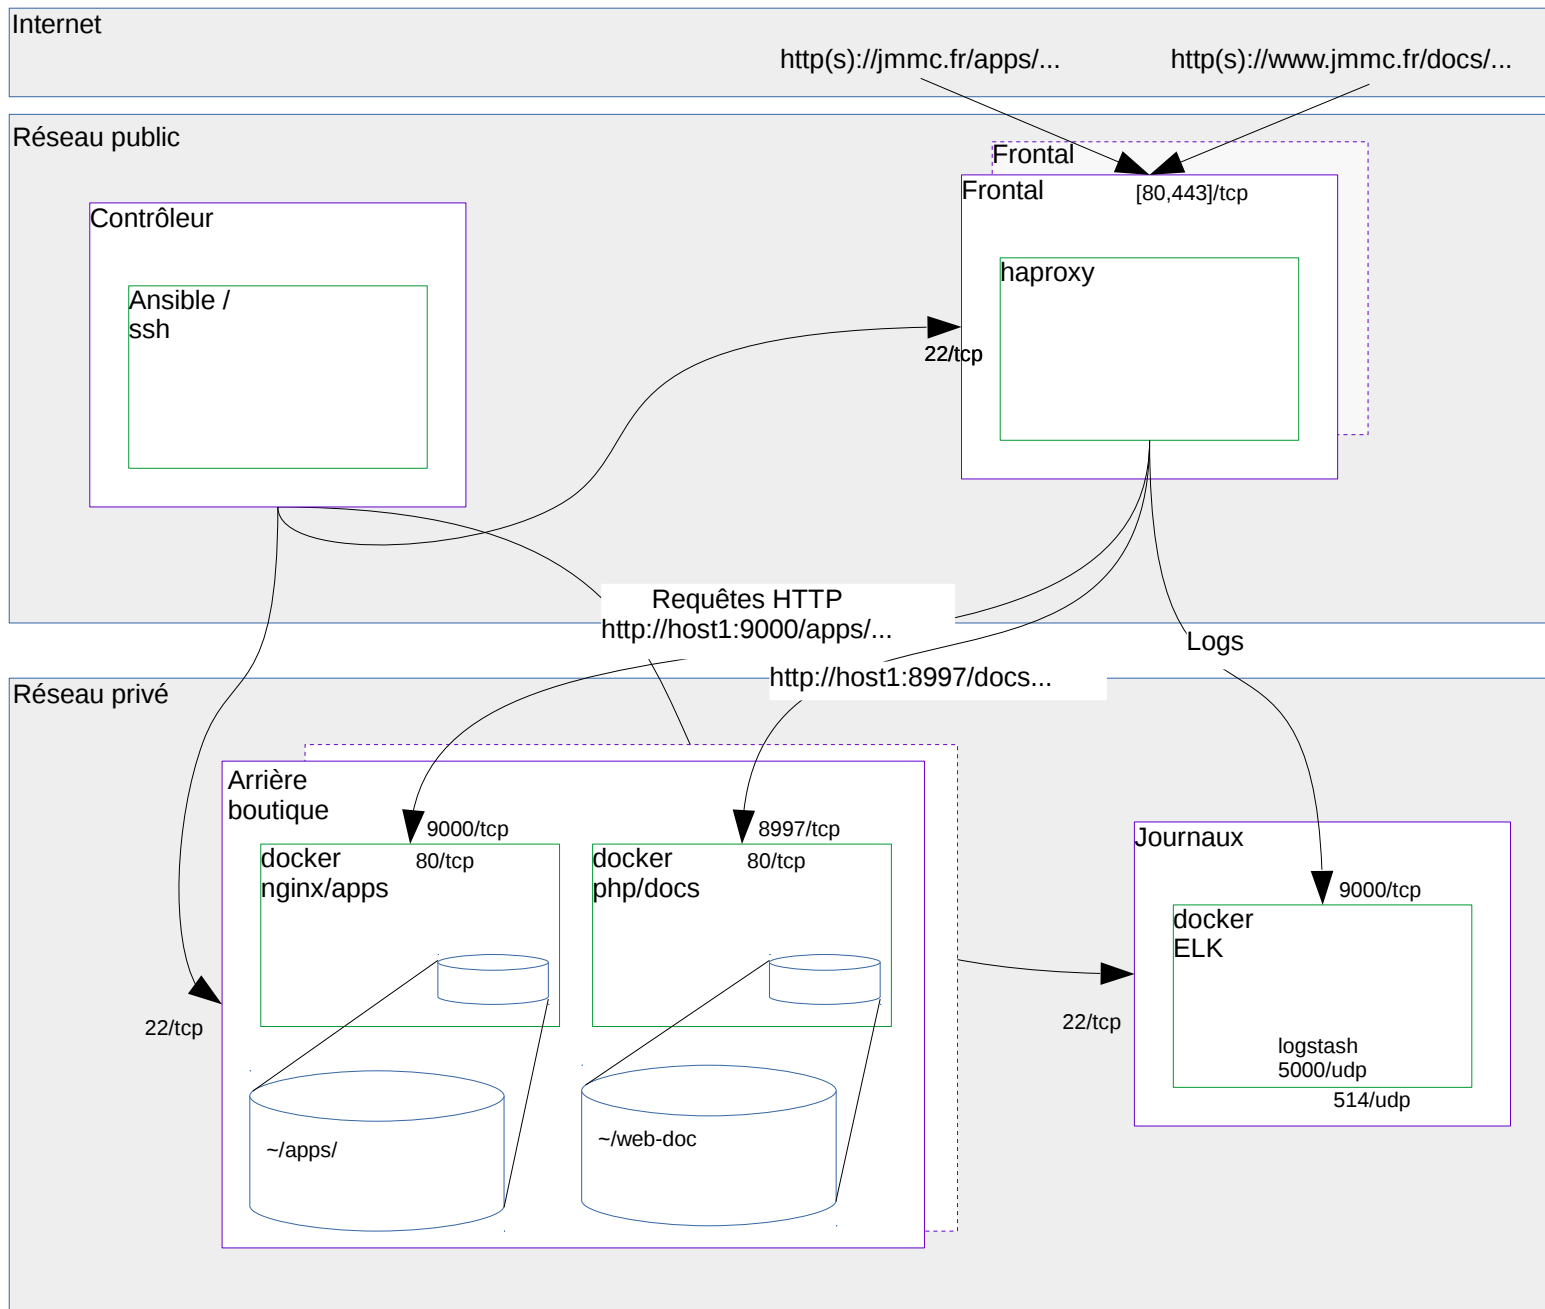 Internet
http(s)://jmmc.fr/apps/...
http(s)://www.jmmc.fr/docs/...
Réseau public
Frontal
Frontal
[80,443]/tcp
Contrôleur
haproxy
Ansible /
ssh
22/tcp
Requêtes HTTP
http://host1:9000/apps/...
Logs
http://host1:8997/docs...
Réseau privé
Arrière
boutique
9000/tcp
8997/tcp
Journaux
docker
nginx/apps
80/tcp
docker
php/docs
80/tcp
9000/tcp
docker
ELK
22/tcp
22/tcp
logstash
5000/udp
514/udp
~/apps/
~/web-doc